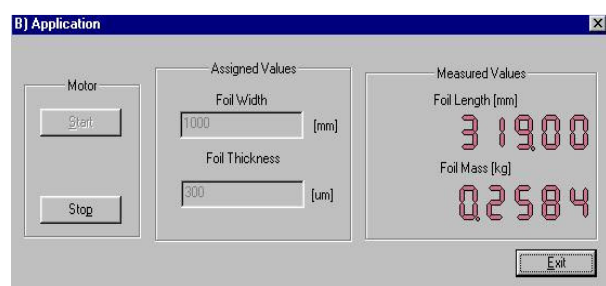 B) Application
Motor
Start
Stop
Assigned Values
Foil Width
1000 [mm]
Foil Thickness
300 [um]
Measured Values
Foil Length [mm]
319.00
Foil Mass [kg]
0.2584
Exit